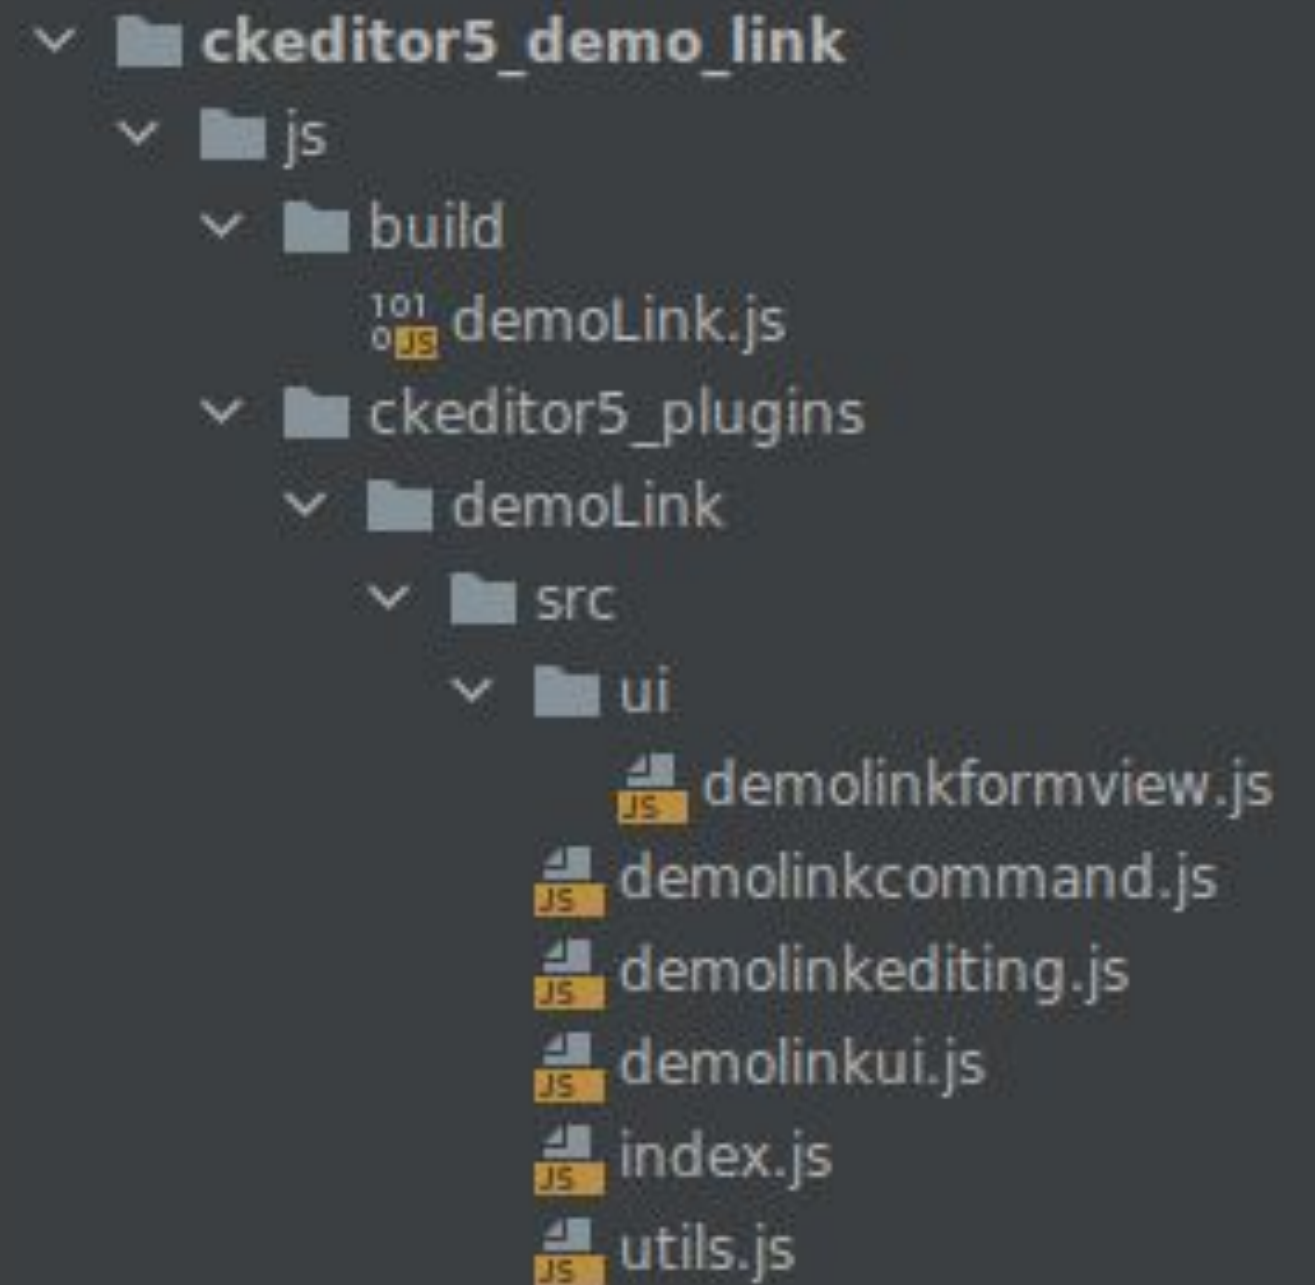 ckeditor5_demo_link
js
build
101
0 JS demoLink.js
ckeditor5_plugins
demoLink
src
ui
JS demolinkformview.js
JS demolinkcommand.js
JS demolinkediting.js
JS demolinkui.js
JS index.js
JS utils.js